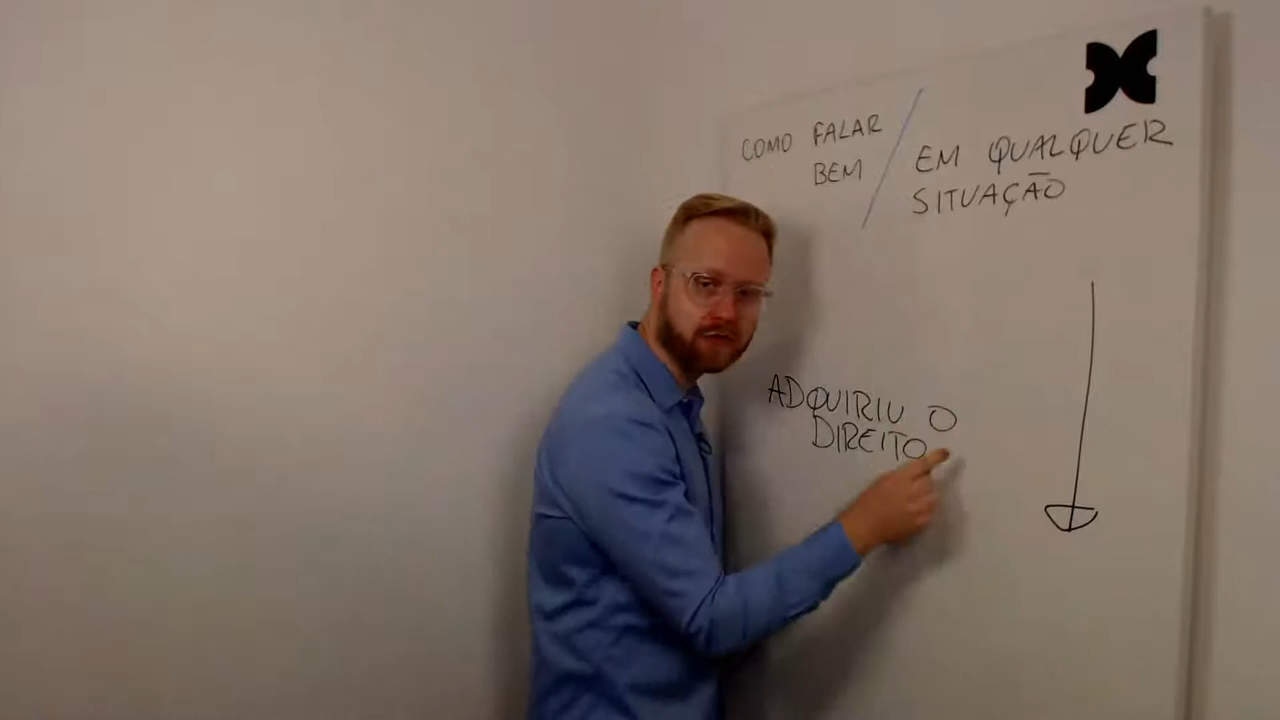 COMO FALAR
BEM
EM QUALQUER
SITUAÇÃO
ADQUIRIU O
DIREITO